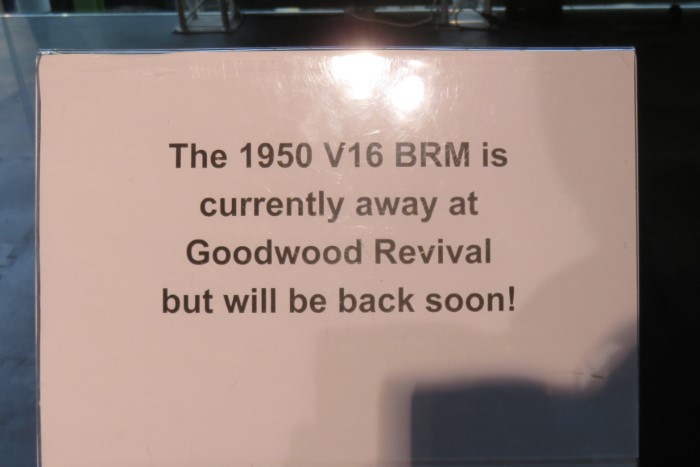 The 1950 V16 BRM is
currently away at
Goodwood Revival
but will be back soon!